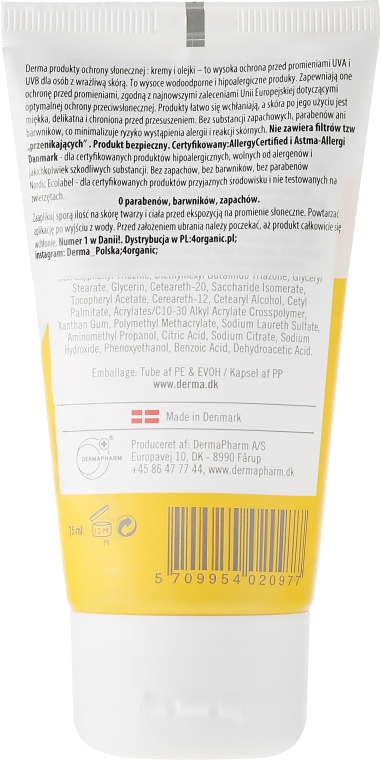 Derma produkty ochrony słonecznej : kremy i olejki – to wysoka ochrona przed promieniami UVA i
UVB dla osób z wrażliwą skórą. To wysoce wodoodporne i hipoalergiczne produkty. Zapewniają one
ochronę przed promieniami, zgodną z najnowszymi zaleceniami Unii Europejskiej dotyczącymi
optymalnej ochrony przeciwsłonecznej. Produkty łatwo się wchłaniają, a skóra po jego użyciu jest
miękka, delikatna i chroniona przed przesuszeniem. Bez substancji zapachowych, parabenów ani
barwników, co minimalizuje ryzyko wystąpienia alergii i reakcji skórnych. Nie zawiera filtrów tzw
„przenikających". Produkt bezpieczny. Certyfikowany:AllergyCertified i Astma-Allergi
Danmark - dla certyfikowanych produktów hipoalergicznych, wolnych od alergenów i
jakichkolwiek szkodliwych substancji. Bez zapachów, bez barwników, bez parabenów
Nordic Ecolabel - dla certyfikowanych produktów przyjaznych środowisku i nie testowanych na
zwierzętach.
0 parabenów, barwników, zapachów.
Zaaplikuj sporą ilość na skórę twarzy i ciała przed ekspozycją na promienie słoneczne. Powtarzać
aplikację po wyjściu z wody. Przed założeniem ubrania należy poczekać, aż produkt całkowicie się
wchłonie. Numer 1 w Danii!. Dystrybucja w PL:4organic.pl;
instagram: Derma_Polska;4organic;
Triazine, Diethylhexyl Butamido Triazone, Glyceryl
Stearate, Glycerin, Ceteareth-20, Saccharide Isomerate,
Tocopheryl Acetate, Cereareth-12, Cetearyl Alcohol, Cetyl
Palmitate, Acrylates/C10-30 Alkyl Acrylate Crosspolymer,
Xanthan Gum, Polymethyl Metacrylate, Sodium Laureth Sulfate,
Aminomethyl Propanol, Citric Acid, Sodium Citrate, Sodium
Hydroxide, Phenoxyethanol, Benzoic Acid, Dehydroacetic Acid.
Emballage: Tube af PE & EVOH / Kapsel af PP
www.derma.dk
Made in Denmark
DERMAPHARM
Produceret af: DermaPharm A/S
Europavej 10, DK - 8990 Fårup
+45 86 47 77 44, www.dermapharm.dk
75 ml
12 M
M
5 709954 020977